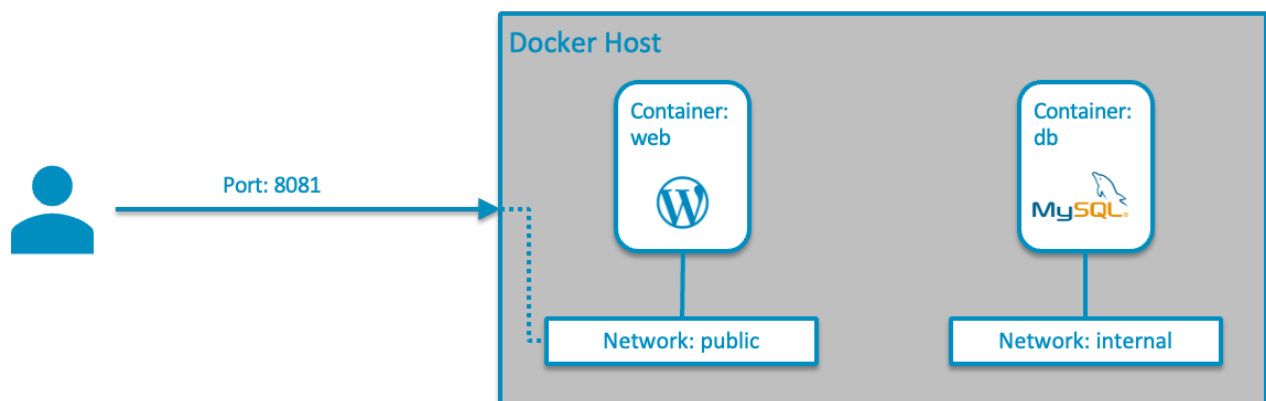 Docker Host
Container:
web
Container:
db
Port: 8081
MySQL®
Network: public
Network: internal